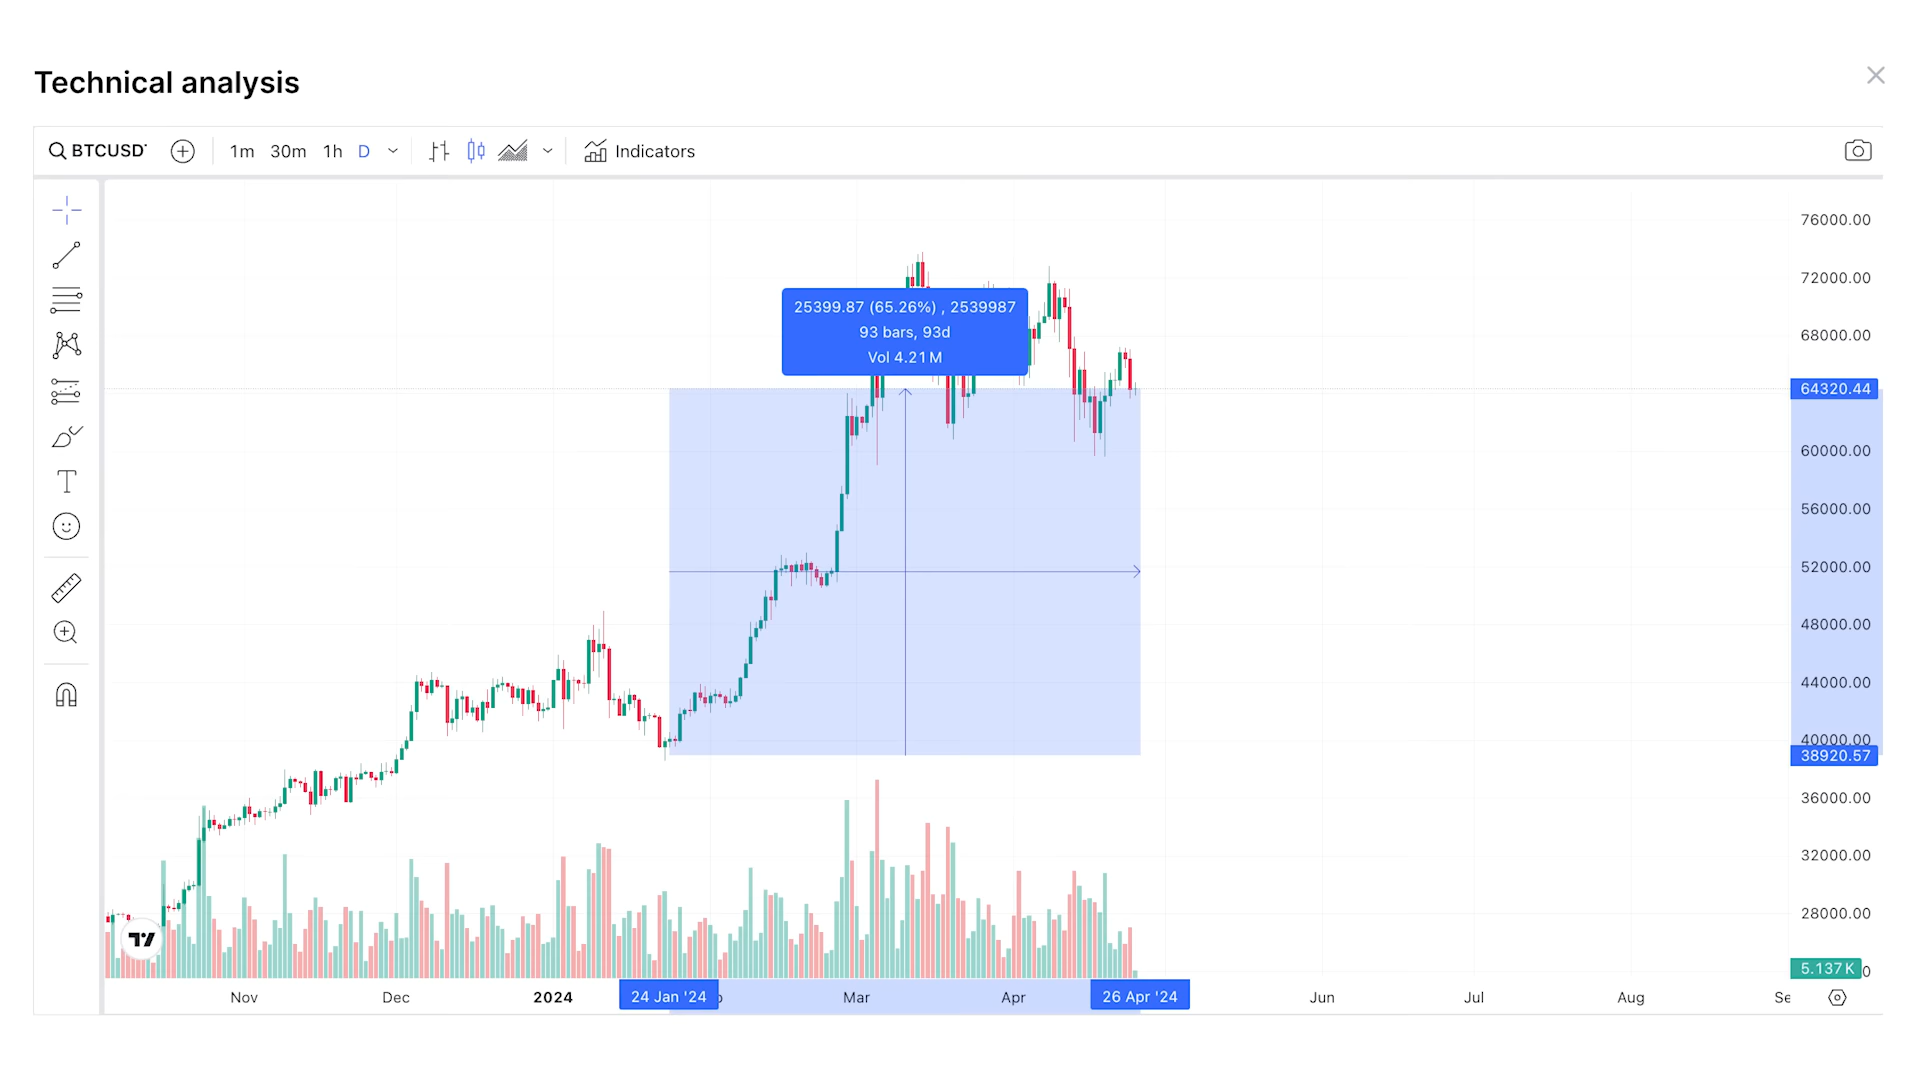 Technical analysis
BTCUSD
1m 30m 1h D
Indicators
76000.00
72000.00
25399.87 (65.26%) , 2539987
93 bars, 93d
Vol 4.21 M
68000.00
64320.44
60000.00
56000.00
52000.00
48000.00
44000.00
40000.00
38920.57
36000.00
32000.00
28000.00
5.137 K
Nov Dec 2024 24 Jan '24 Mar Apr 26 Apr '24 Jun Jul Aug